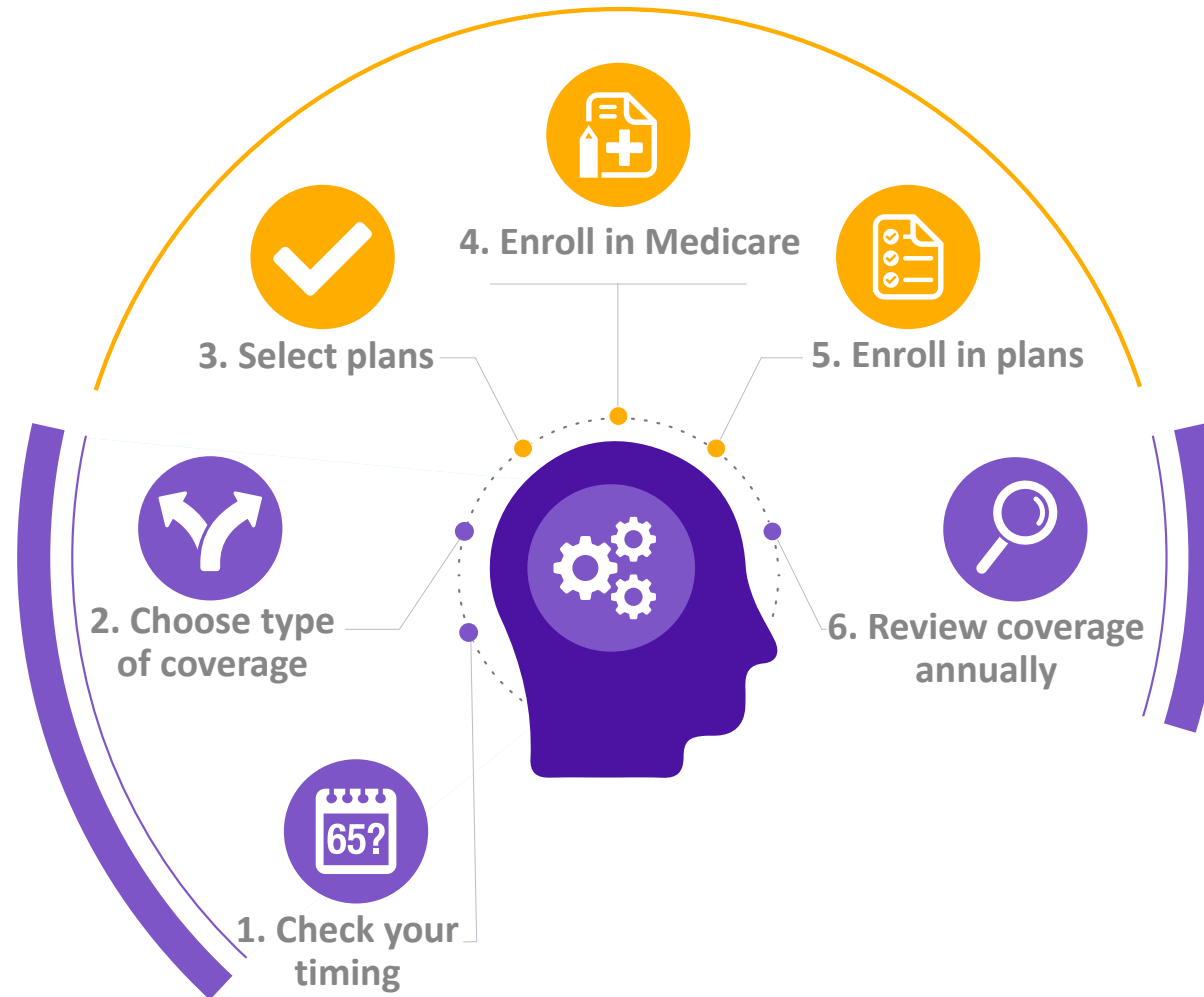 4. Enroll in Medicare
3. Select plans
5. Enroll in plans
2. Choose type
of coverage
6. Review coverage
annually
65?
1. Check your
timing